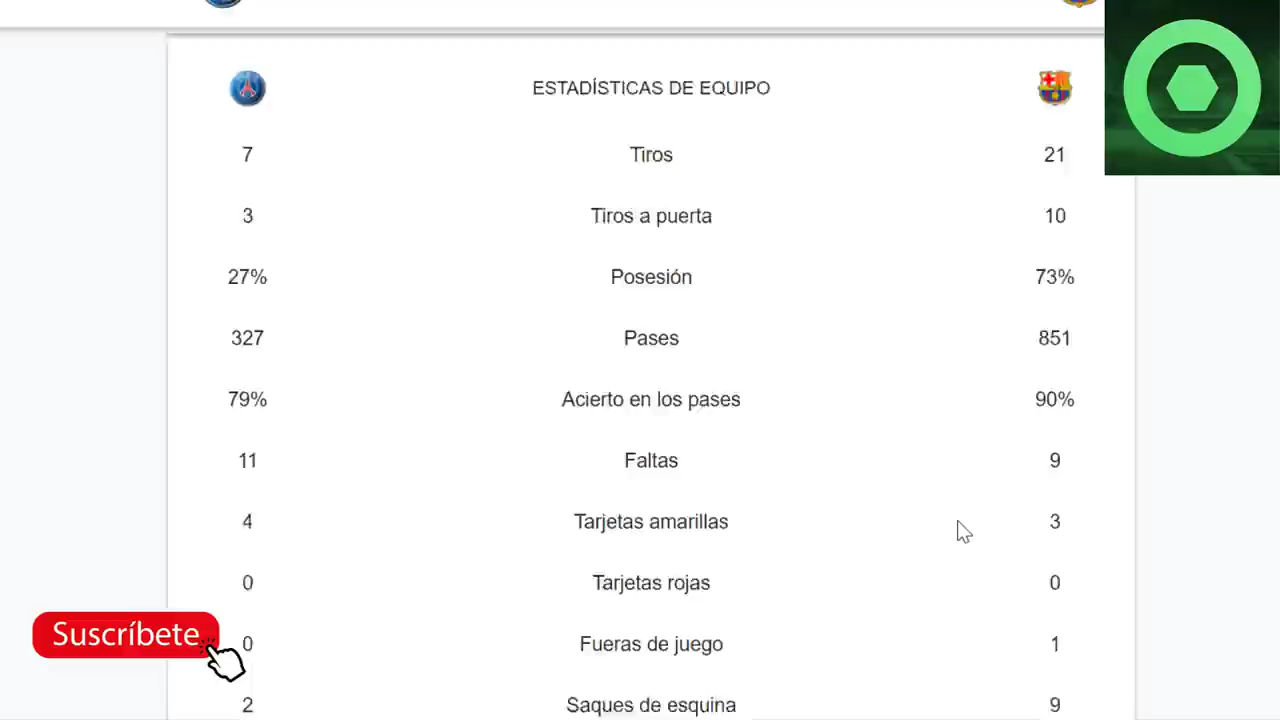 ESTADÍSTICAS DE EQUIPO
7 Tiros 21
3 Tiros a puerta 10
27% Posesión 73%
327 Pases 851
79% Acierto en los pases 90%
11 Faltas 9
4 Tarjetas amarillas 3
0 Tarjetas rojas 0
0 Fueras de juego 1
Suscríbete
2 Saques de esquina 9